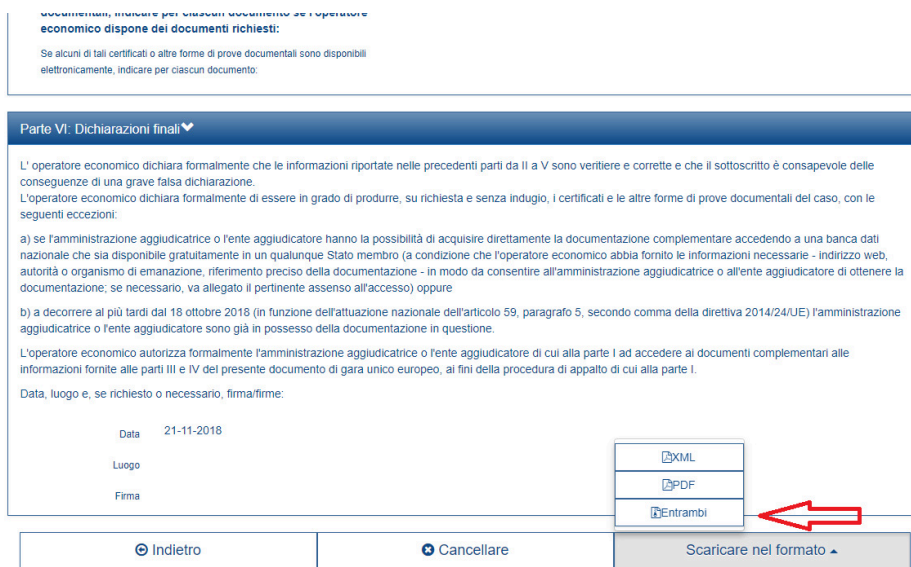 documentali, indicare per ciascun documento se l'operatore
economico dispone dei documenti richiesti:
Se alcuni di tali certificati o altre forme di prove documentali sono disponibili
elettronicamente, indicare per ciascun documento:
Parte VI: Dichiarazioni finali
L' operatore economico dichiara formalmente che le informazioni riportate nelle precedenti parti da II a V sono veritiere e corrette e che il sottoscritto è consapevole delle
conseguenze di una grave falsa dichiarazione.
L'operatore economico dichiara formalmente di essere in grado di produrre, su richiesta e senza indugio, i certificati e le altre forme di prove documentali del caso, con le
seguenti eccezioni:
a) se l'amministrazione aggiudicatrice o l'ente aggiudicatore hanno la possibilità di acquisire direttamente la documentazione complementare accedendo a una banca dati
nazionale che sia disponibile gratuitamente in un qualunque Stato membro (a condizione che l'operatore economico abbia fornito le informazioni necessarie - indirizzo web,
autorità o organismo di emanazione, riferimento preciso della documentazione - in modo da consentire all'amministrazione aggiudicatrice o all'ente aggiudicatore di ottenere la
documentazione; se necessario, va allegato il pertinente assenso all'accesso) oppure
b) a decorrere al più tardi dal 18 ottobre 2018 (in funzione dell'attuazione nazionale dell'articolo 59, paragrafo 5, secondo comma della direttiva 2014/24/UE) l'amministrazione
aggiudicatrice o l'ente aggiudicatore sono già in possesso della documentazione in questione.
L'operatore economico autorizza formalmente l'amministrazione aggiudicatrice o l'ente aggiudicatore di cui alla parte I ad accedere ai documenti complementari alle
informazioni fornite alle parti III e IV del presente documento di gara unico europeo, ai fini della procedura di appalto di cui alla parte I.
Data, luogo e, se richiesto o necessario, firma/firme:
Data 21-11-2018
Luogo
Firma
XML
PDF
Entrambi
Indietro
Cancellare
Scaricare nel formato